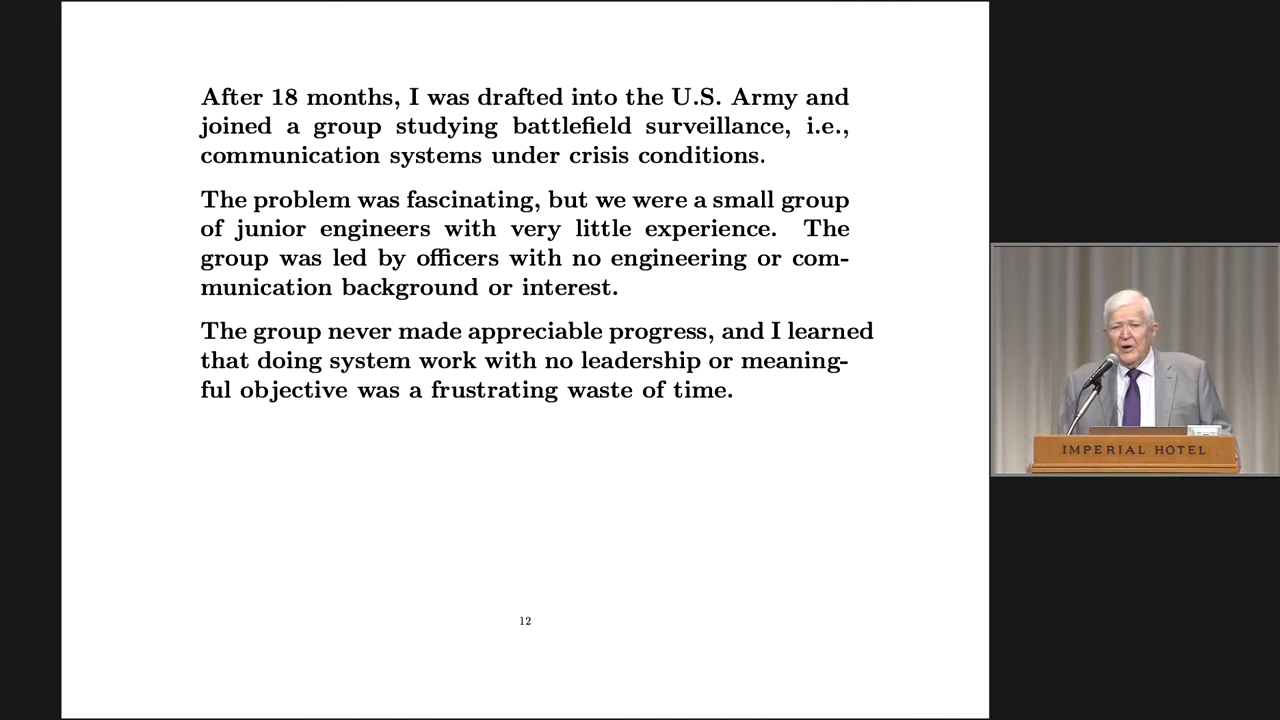 After 18 months, I was drafted into the U.S. Army and
joined a group studying battlefield surveillance, i.e.,
communication systems under crisis conditions.
The problem was fascinating, but we were a small group
of junior engineers with very little experience. The
group was led by officers with no engineering or com-
munication background or interest.
The group never made appreciable progress, and I learned
that doing system work with no leadership or meaning-
ful objective was a frustrating waste of time.
12
IMPERIAL HOTEL